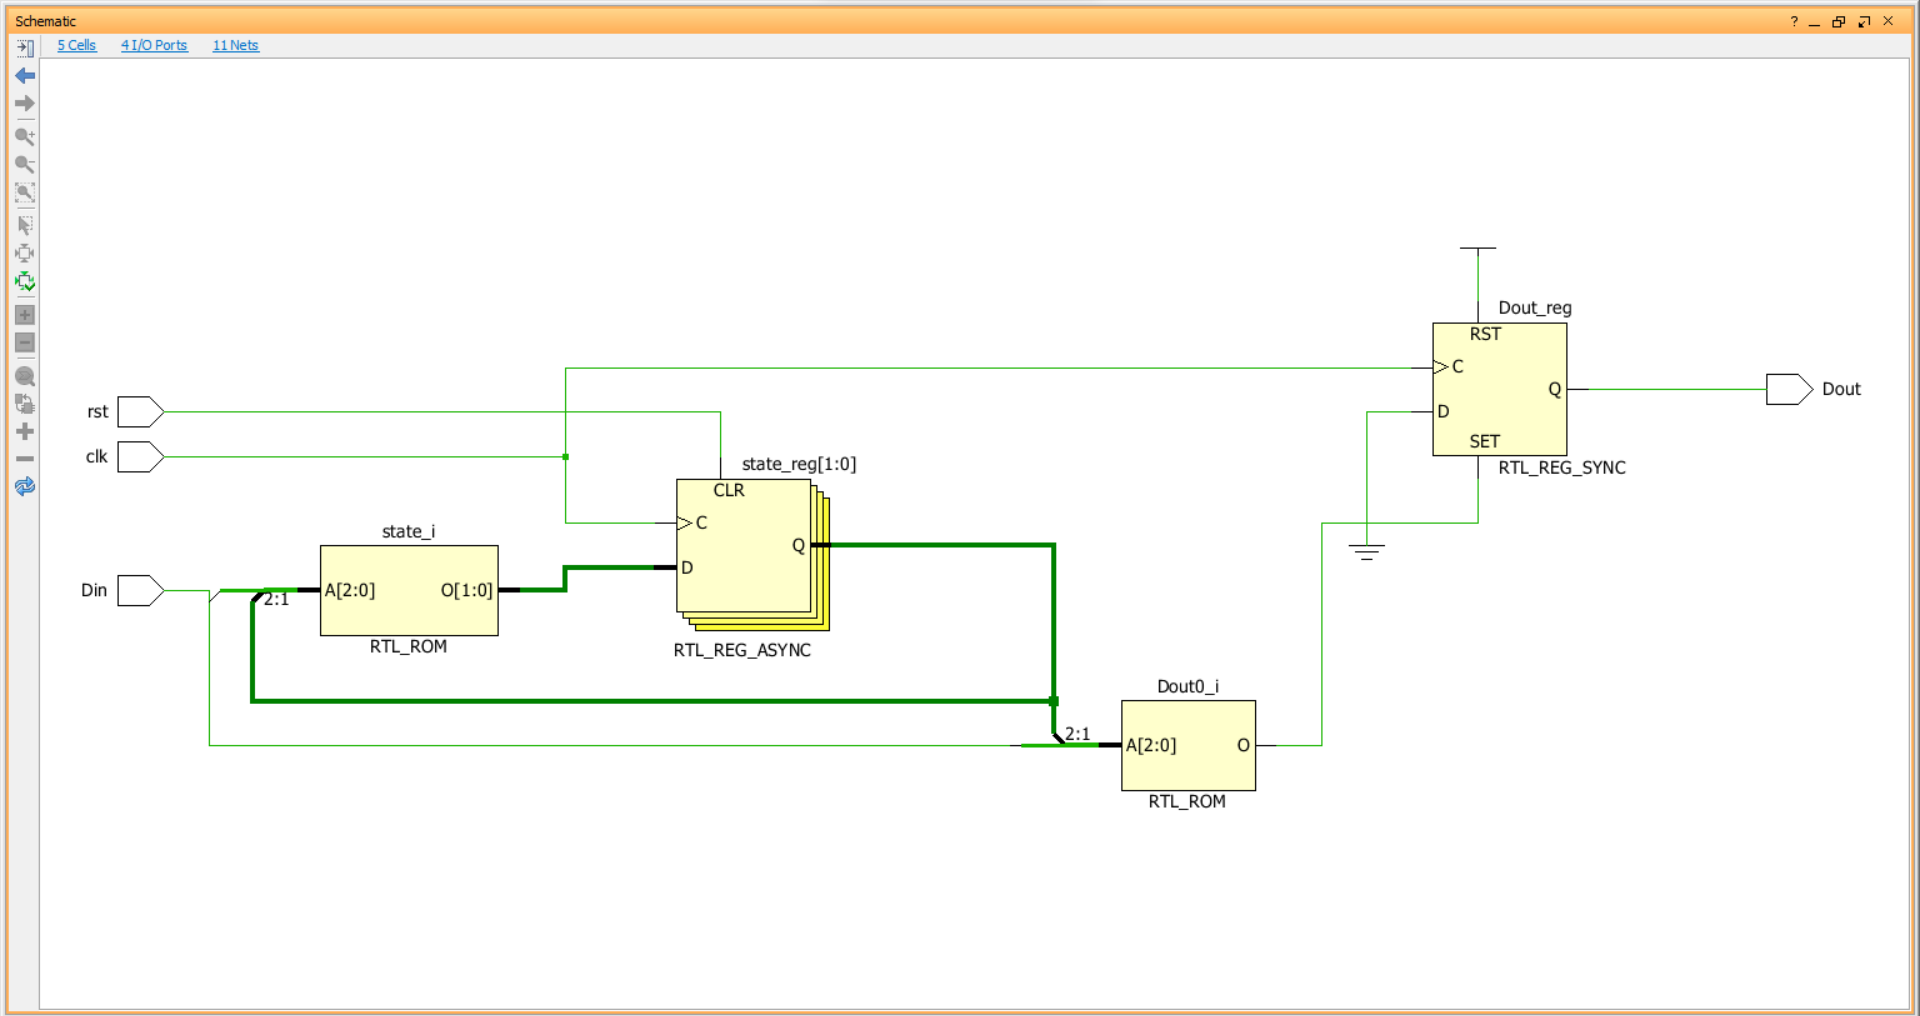 Schematic
5 Cells 4 I/O Ports 11 Nets
Dout_reg
RST
C
Q
D
SET
RTL_REG_SYNC
Dout
rst
clk
state_reg[1:0]
CLR
C
Q
D
RTL_REG_ASYNC
state_i
Din
2:1
A[2:0] O[1:0]
RTL_ROM
Dout0_i
2:1
A[2:0] O
RTL_ROM